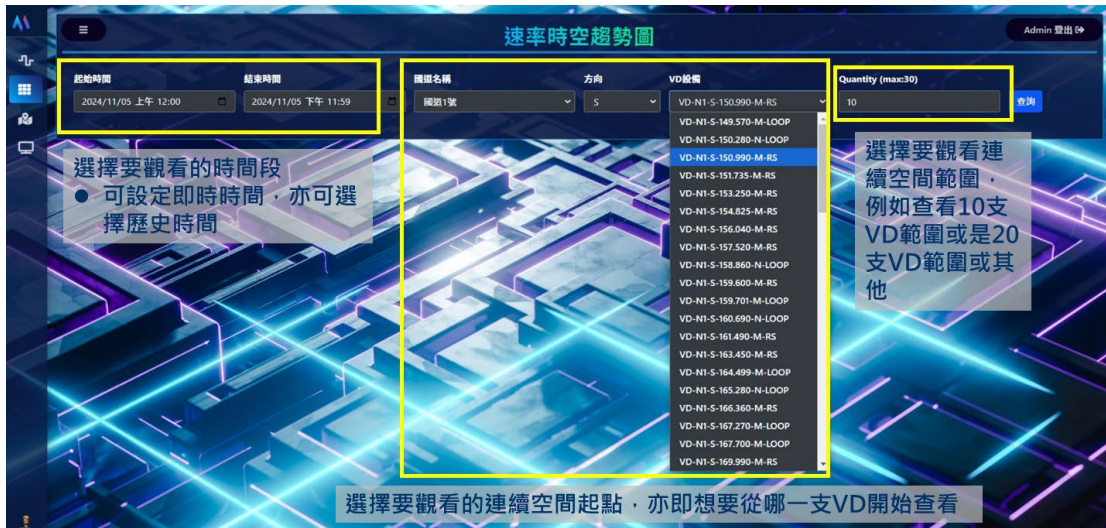 速率時空趨勢圖
Admin 登出
起始時間
結束時間
國道名稱
方向
VD設備
Quantity (max:30)
2024/11/05 上午 12:00
2024/11/05 下午 11:59
國道1號
S
VD-N1-S-150.990-M-RS
10
查詢
VD-N1-S-149.570-M-LOOP
VD-N1-S-150.280-N-LOOP
VD-N1-S-150.990-M-RS
VD-N1-S-151.735-M-RS
VD-N1-S-153.250-M-RS
VD-N1-S-154.825-M-RS
VD-N1-S-156.040-M-RS
VD-N1-S-157.520-M-RS
VD-N1-S-158.860-N-LOOP
VD-N1-S-159.600-M-RS
VD-N1-S-159.701-M-LOOP
VD-N1-S-160.690-N-LOOP
VD-N1-S-161.490-M-RS
VD-N1-S-163.450-M-RS
VD-N1-S-164.499-M-LOOP
VD-N1-S-165.280-N-LOOP
VD-N1-S-166.360-M-RS
VD-N1-S-167.270-M-LOOP
VD-N1-S-167.700-M-LOOP
VD-N1-S-169.990-M-RS
選擇要觀看的時間段
● 可設定即時時間，亦可選
擇歷史時間
選擇要觀看連
續空間範圍，
例如查看10支
VD範圍或是20
支VD範圍或其
他
選擇要觀看的連續空間起點，亦即想要從哪一支VD開始查看